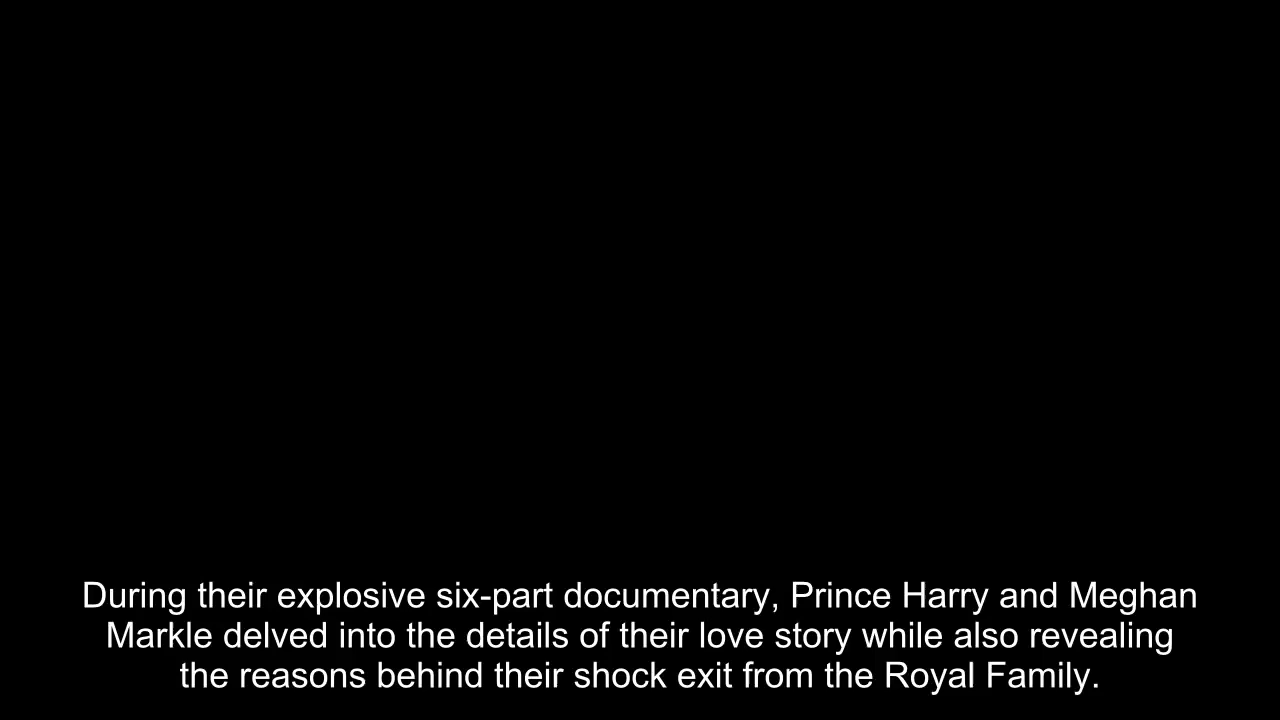 During their explosive six-part documentary, Prince Harry and Meghan
Markle delved into the details of their love story while also revealing
the reasons behind their shock exit from the Royal Family.